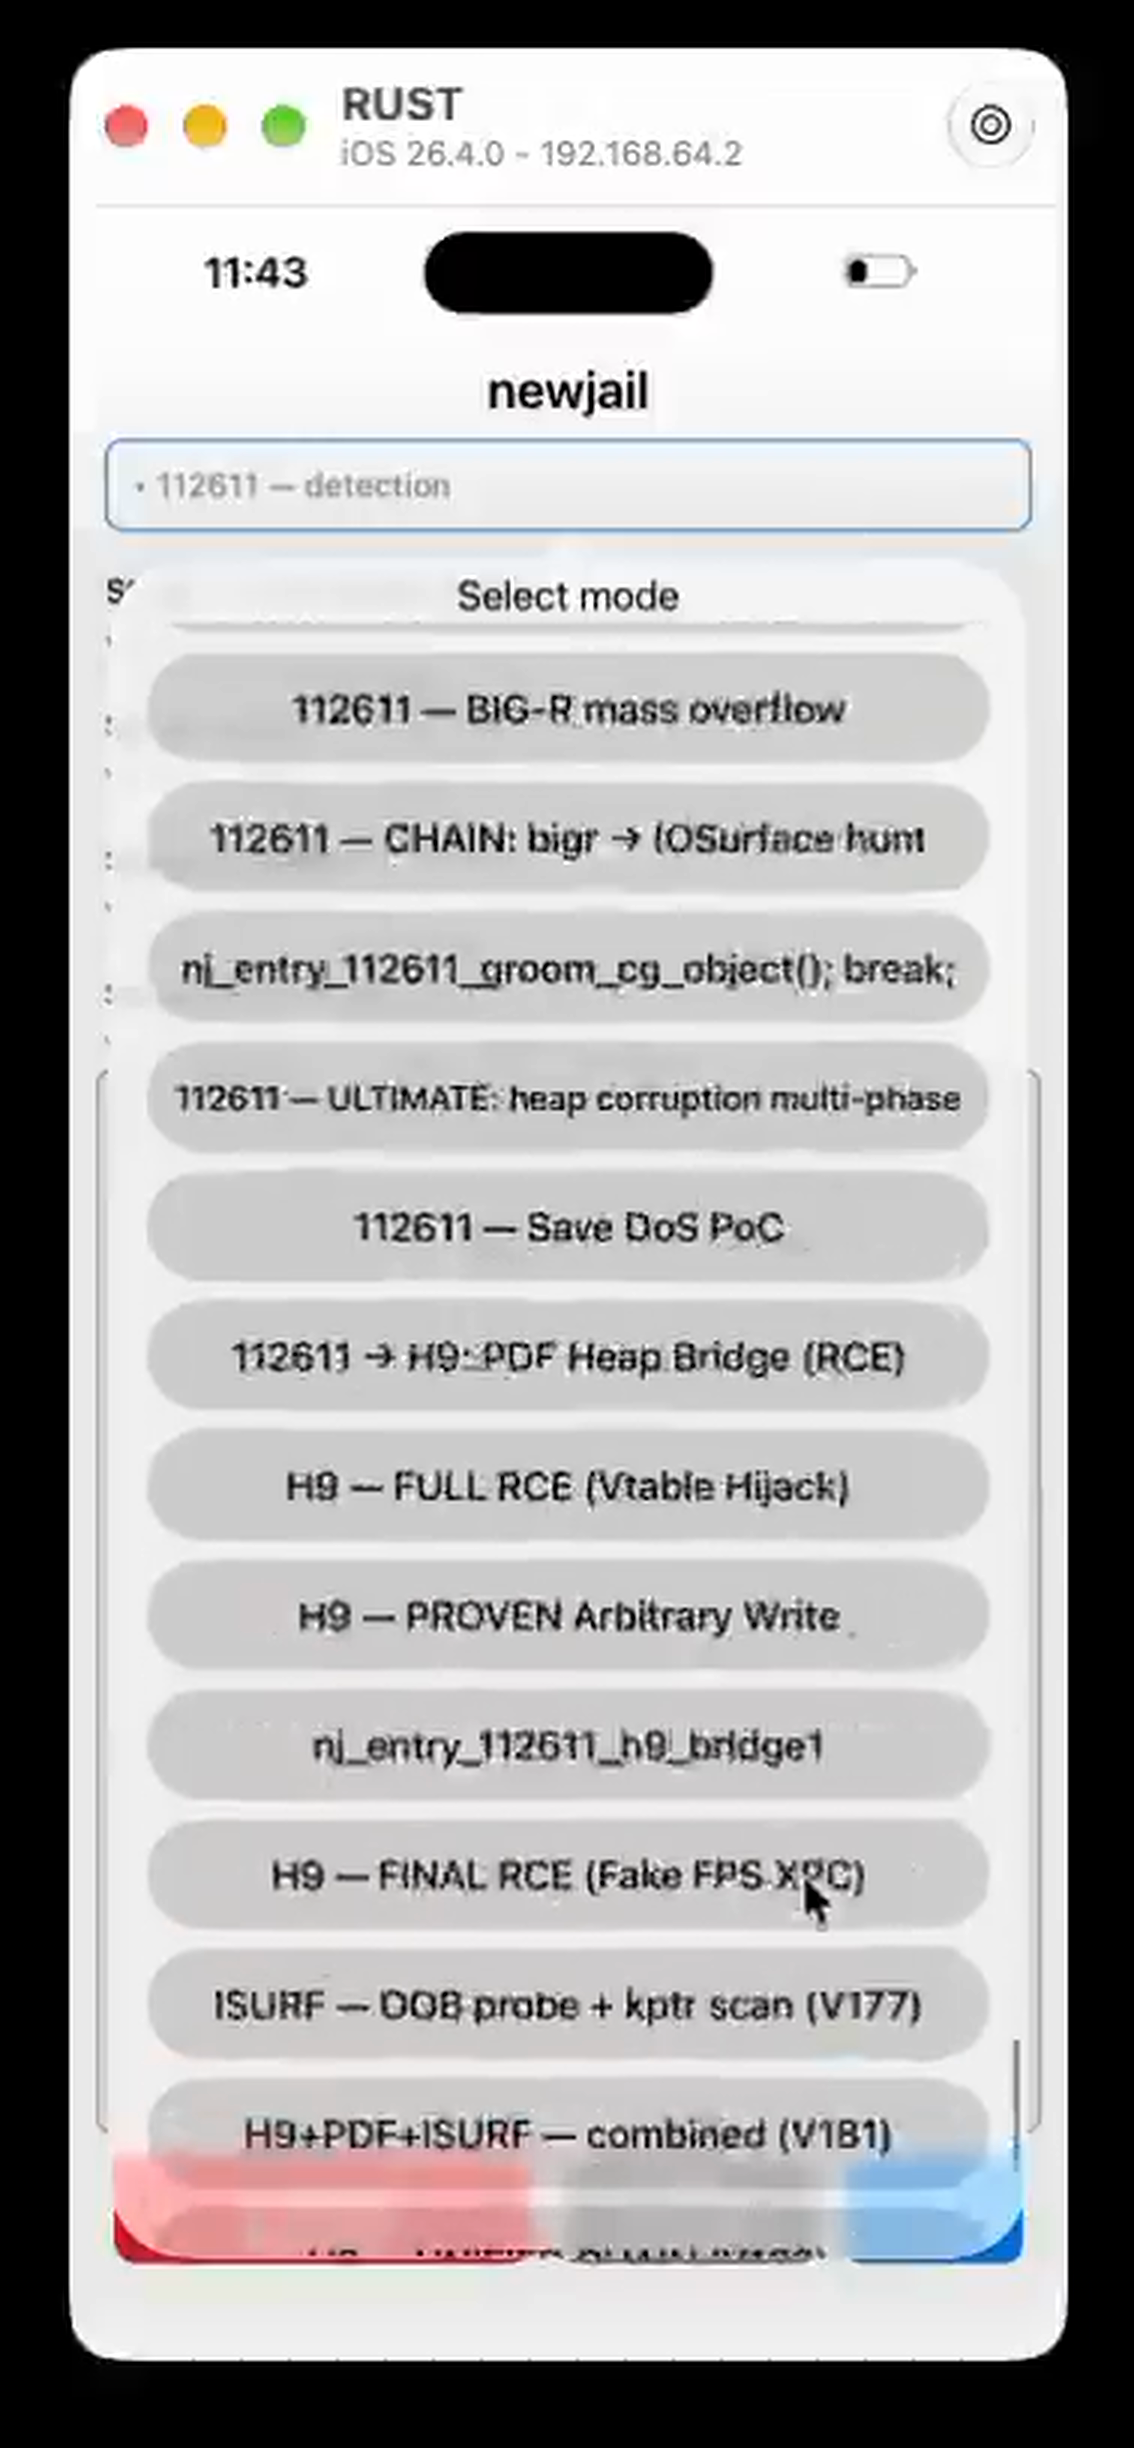 RUST
iOS 26.4.0 - 192.168.64.2
11:43
newjail
• 112611 — detection
Select mode
112611 — BIG-R mass overflow
112611 — CHAIN: bigr → IOSurface hunt
nj_entry_112611_groom_cg_object(); break;
112611 — ULTIMATE: heap corruption multi-phase
112611 — Save DoS PoC
112611 → H9: PDF Heap Bridge (RCE)
H9 — FULL RCE (Vtable Hijack)
H9 — PROVEN Arbitrary Write
nj_entry_112611_h9_bridge1
H9 — FINAL RCE (Fake FPS XPC)
ISURF — OOB probe + kptr scan (V177)
H9+PDF+ISURF — combined (V181)